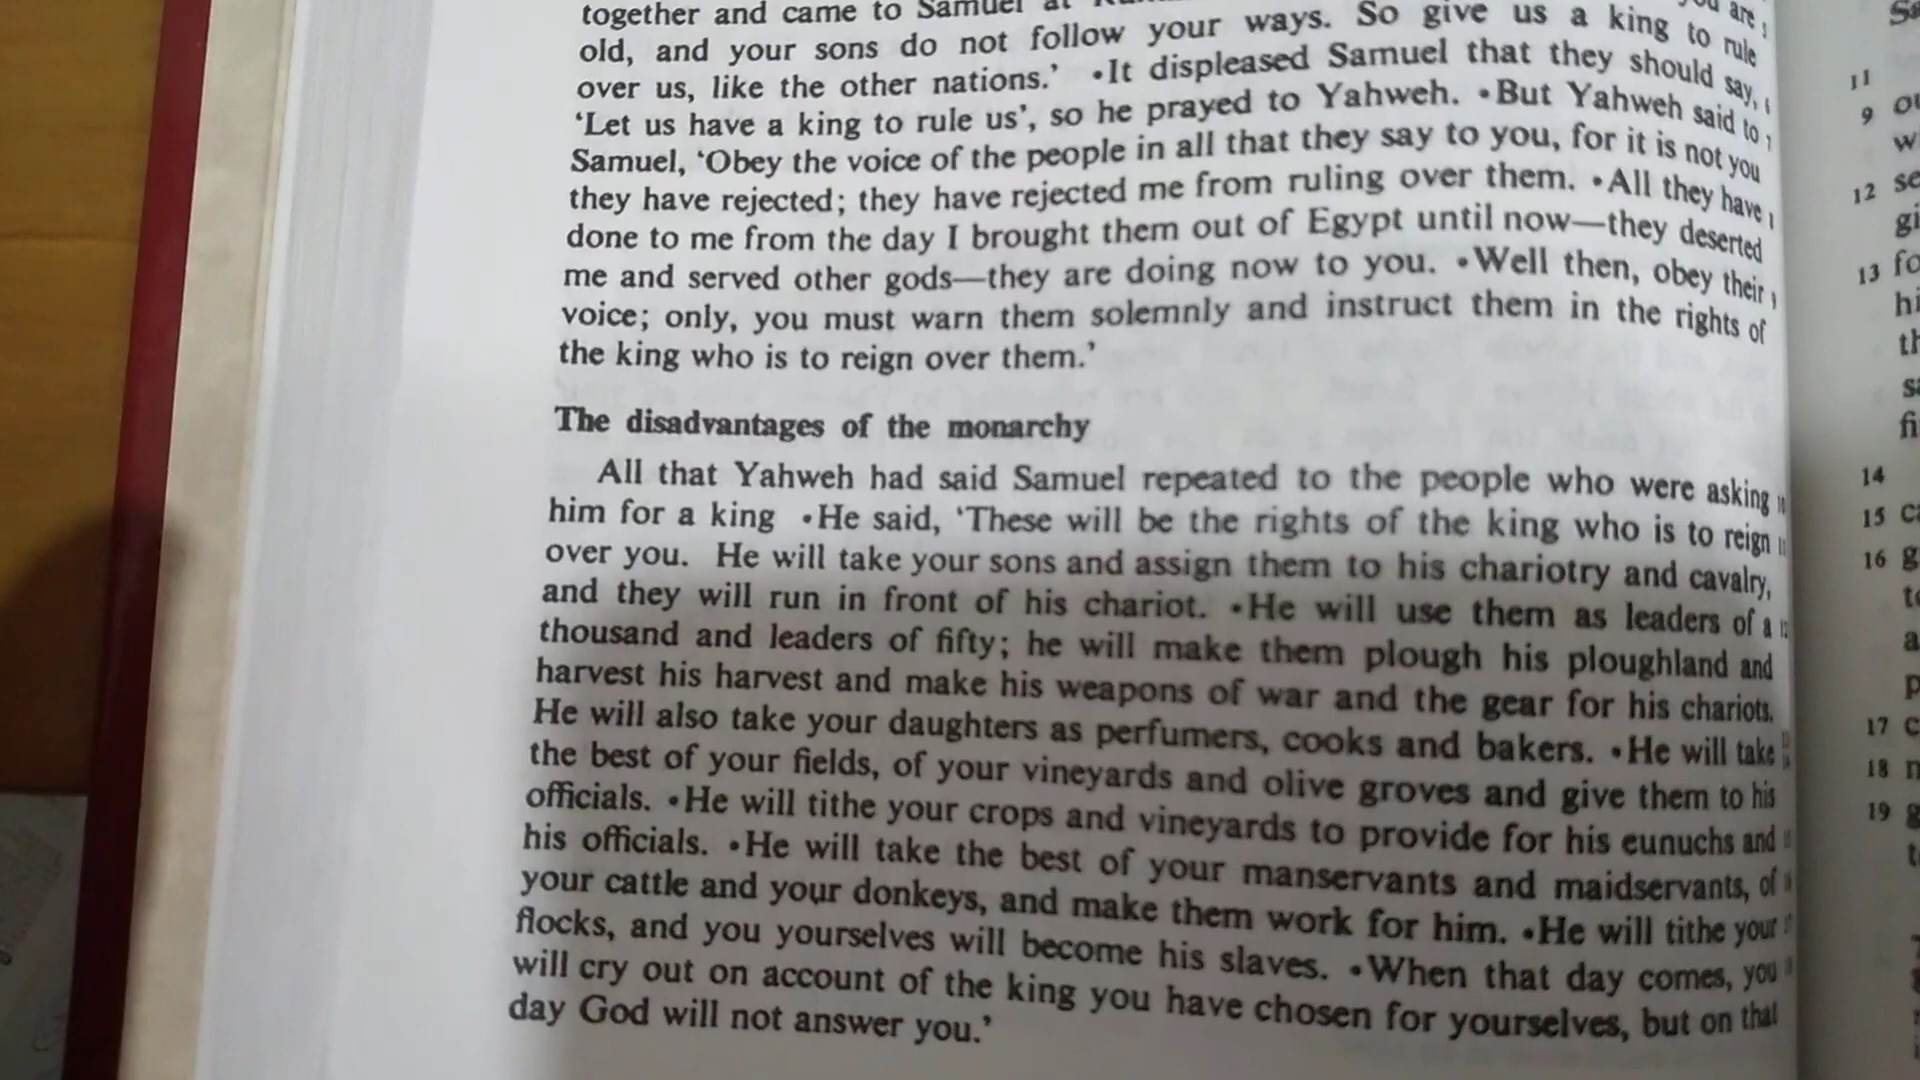 together and came to Samuel at
you are
old, and your sons do not follow your ways. So give us a king to rule
over us, like the other nations.' •It displeased Samuel that they should say,
'Let us have a king to rule us', so he prayed to Yahweh. •But Yahweh said to
Samuel, 'Obey the voice of the people in all that they say to you, for it is not you
they have rejected; they have rejected me from ruling over them. •All they have
done to me from the day I brought them out of Egypt until now—they deserted
me and served other gods—they are doing now to you. •Well then, obey their
voice; only, you must warn them solemnly and instruct them in the rights of
the king who is to reign over them.'
The disadvantages of the monarchy
All that Yahweh had said Samuel repeated to the people who were asking
him for a king •He said, 'These will be the rights of the king who is to reign
over you. He will take your sons and assign them to his chariotry and cavalry,
and they will run in front of his chariot. •He will use them as leaders of a
thousand and leaders of fifty; he will make them plough his ploughland and
harvest his harvest and make his weapons of war and the gear for his chariots.
He will also take your daughters as perfumers, cooks and bakers. •He will take
the best of your fields, of your vineyards and olive groves and give them to his
officials. •He will tithe your crops and vineyards to provide for his eunuchs and
his officials. •He will take the best of your manservants and maidservants, of
your cattle and your donkeys, and make them work for him. •He will tithe your
flocks, and you yourselves will become his slaves. •When that day comes, you
will cry out on account of the king you have chosen for yourselves, but on that
day God will not answer you.'
11
9
12
13
14
15
16
17
18
19